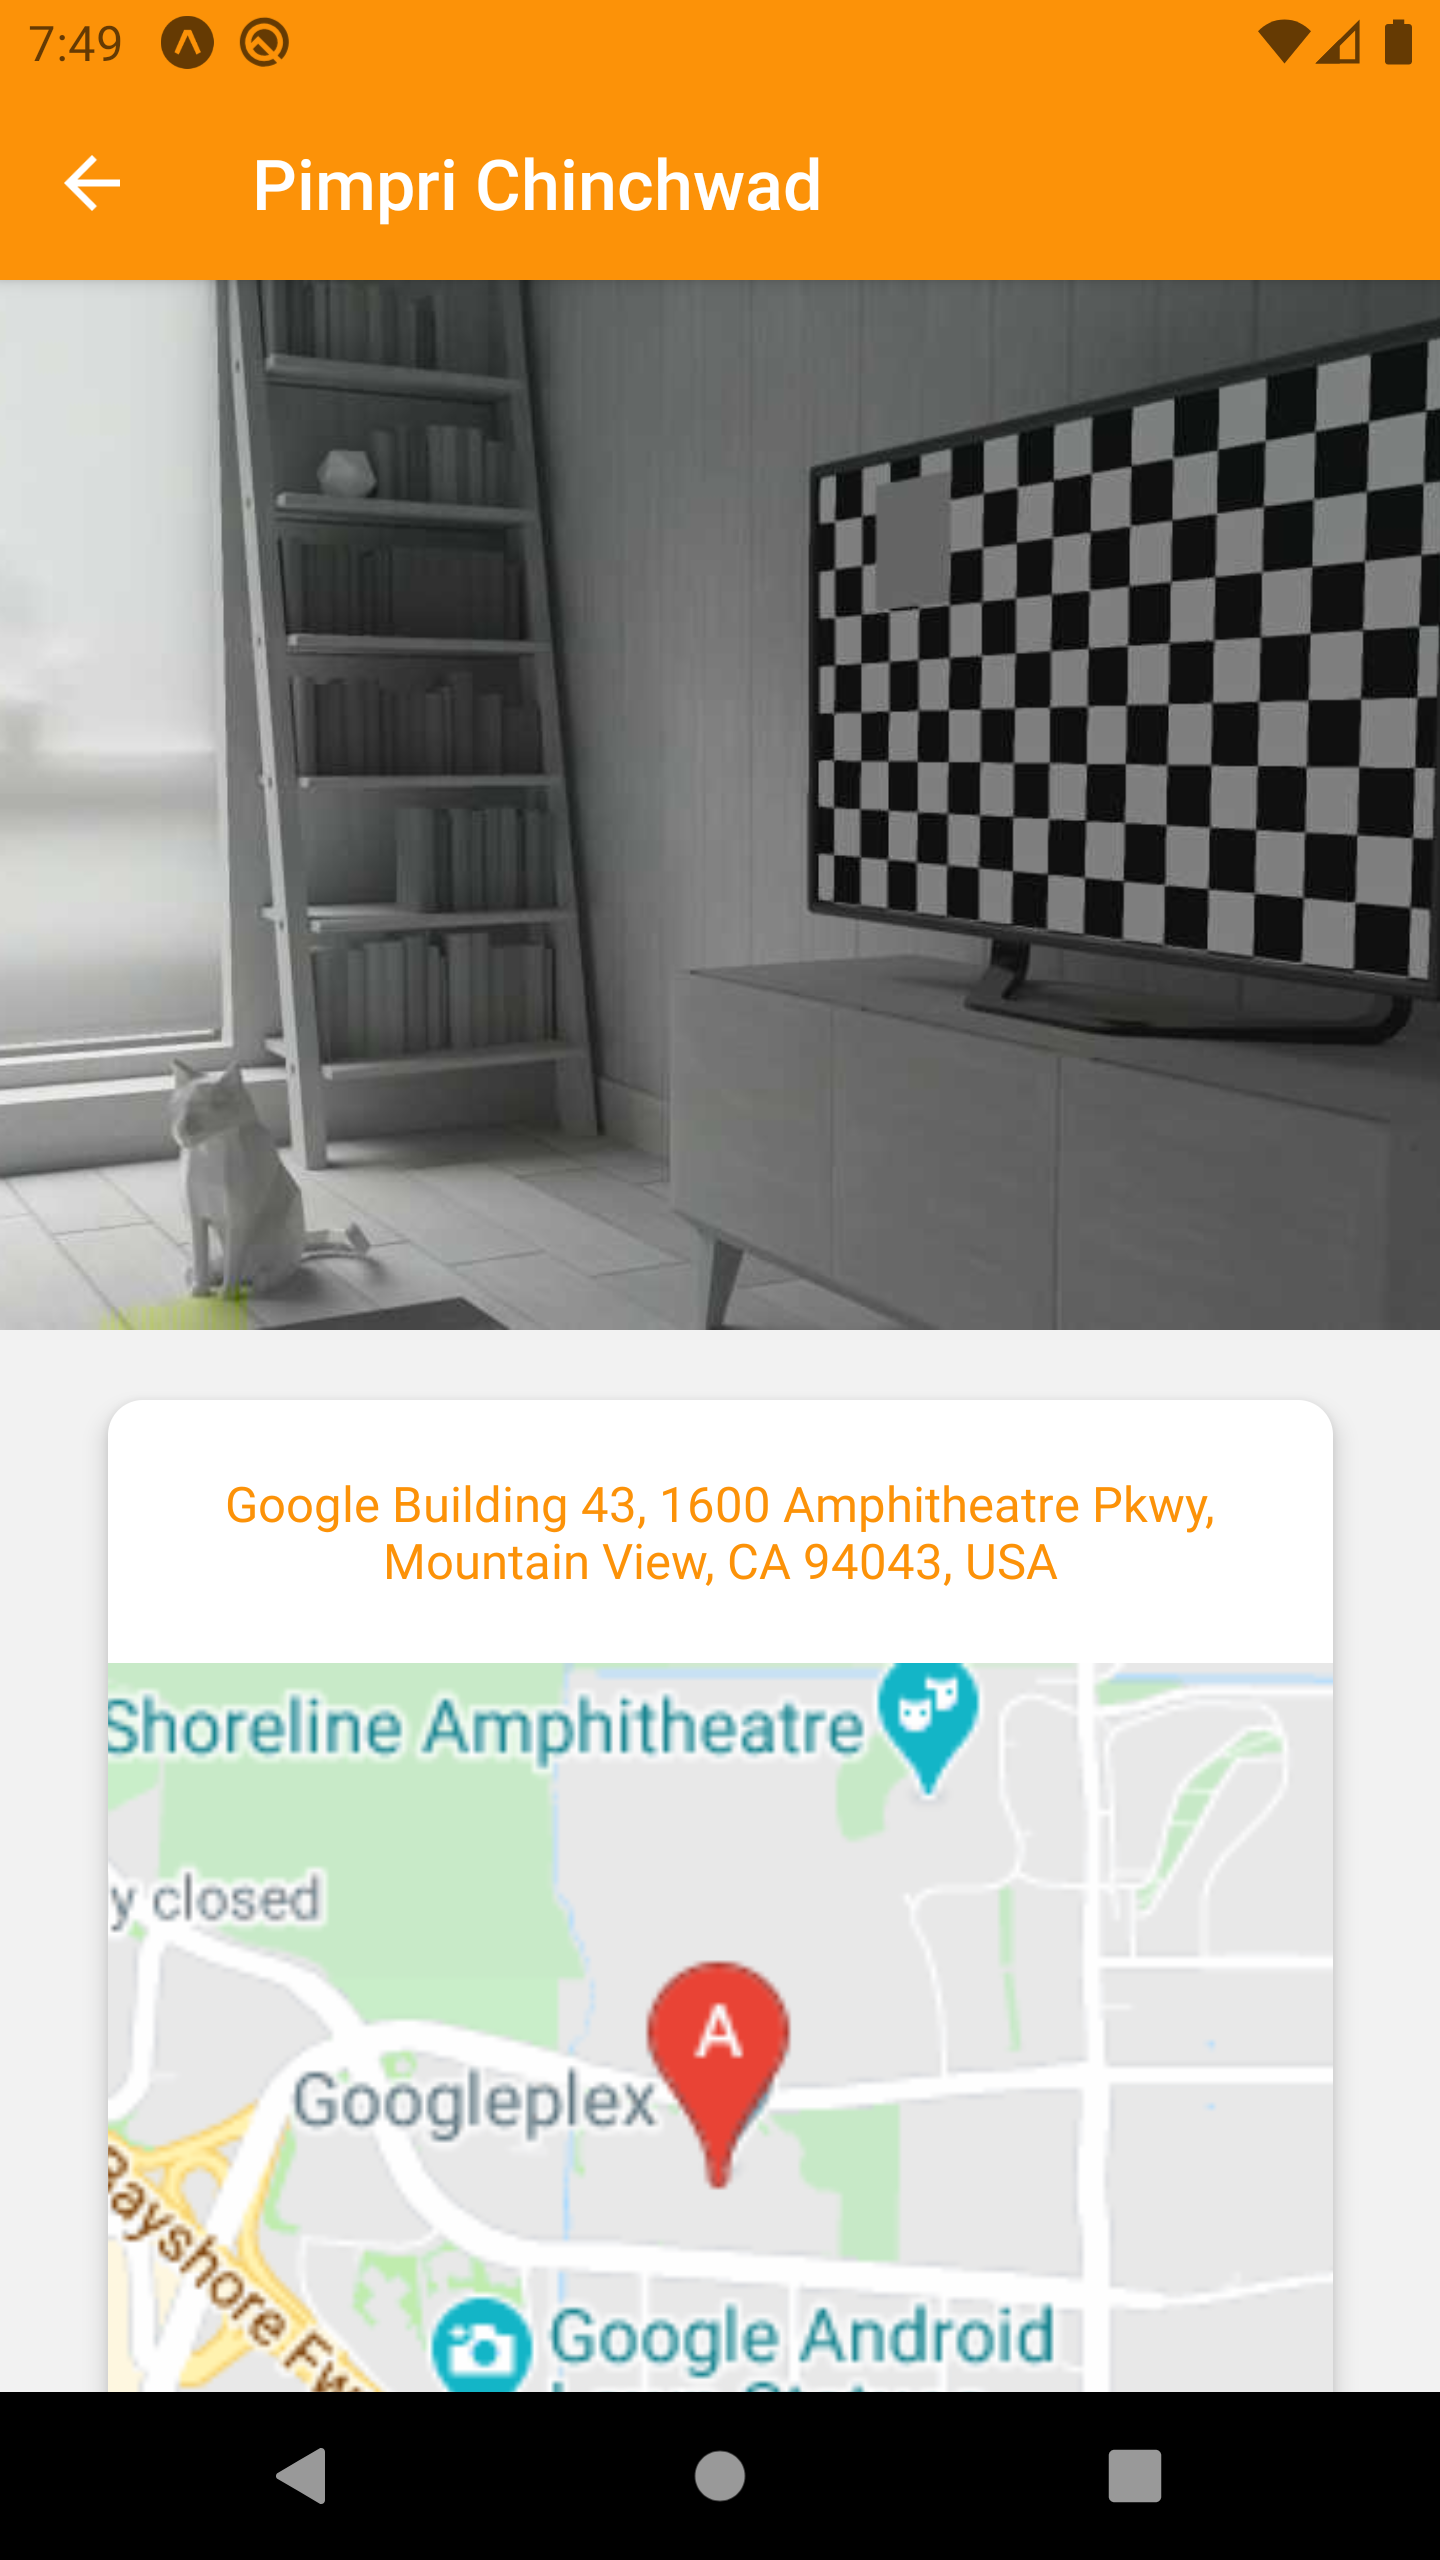 7:49
Pimpri Chinchwad
Google Building 43, 1600 Amphitheatre Pkwy,
Mountain View, CA 94043, USA
Shoreline Amphitheatre
y closed
A
Googleplex
Bayshore Fw
Google Android